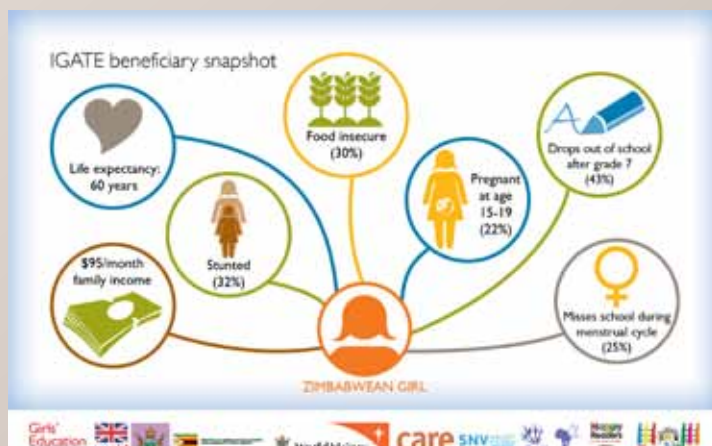 IGATE beneficiary snapshot
Life expectancy:
60 years
Food insecure
(30%)
Drops out of school
after grade 7
(43%)
Pregnant
at age
15-19
(22%)
Stunted
(32%)
$95/month
family income
Misses school during
menstrual cycle
(25%)
ZIMBABWEAN GIRL
Girls'
Education
World Vision
care
SNV